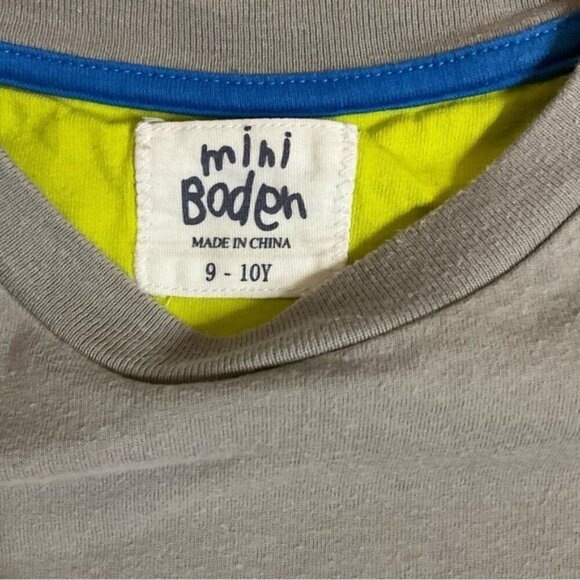 mini
Boden
MADE IN CHINA
9 - 10Y